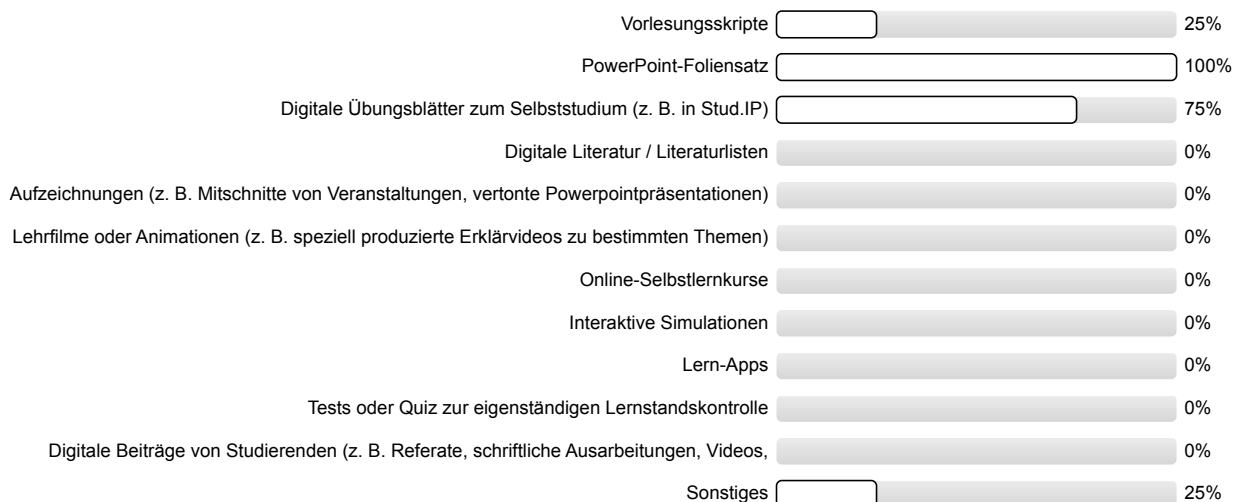 Vorlesungsskripte 25%
PowerPoint-Foliensatz 100%
Digitale Übungsblätter zum Selbststudium (z. B. in Stud.IP) 75%
Digitale Literatur / Literaturlisten 0%
Aufzeichnungen (z. B. Mitschnitte von Veranstaltungen, vertonte Powerpointpräsentationen) 0%
Lehrfilme oder Animationen (z. B. speziell produzierte Erklärvideos zu bestimmten Themen) 0%
Online-Selbstlernkurse 0%
Interaktive Simulationen 0%
Lern-Apps 0%
Tests oder Quiz zur eigenständigen Lernstandskontrolle 0%
Digitale Beiträge von Studierenden (z. B. Referate, schriftliche Ausarbeitungen, Videos, 0%
Sonstiges 25%